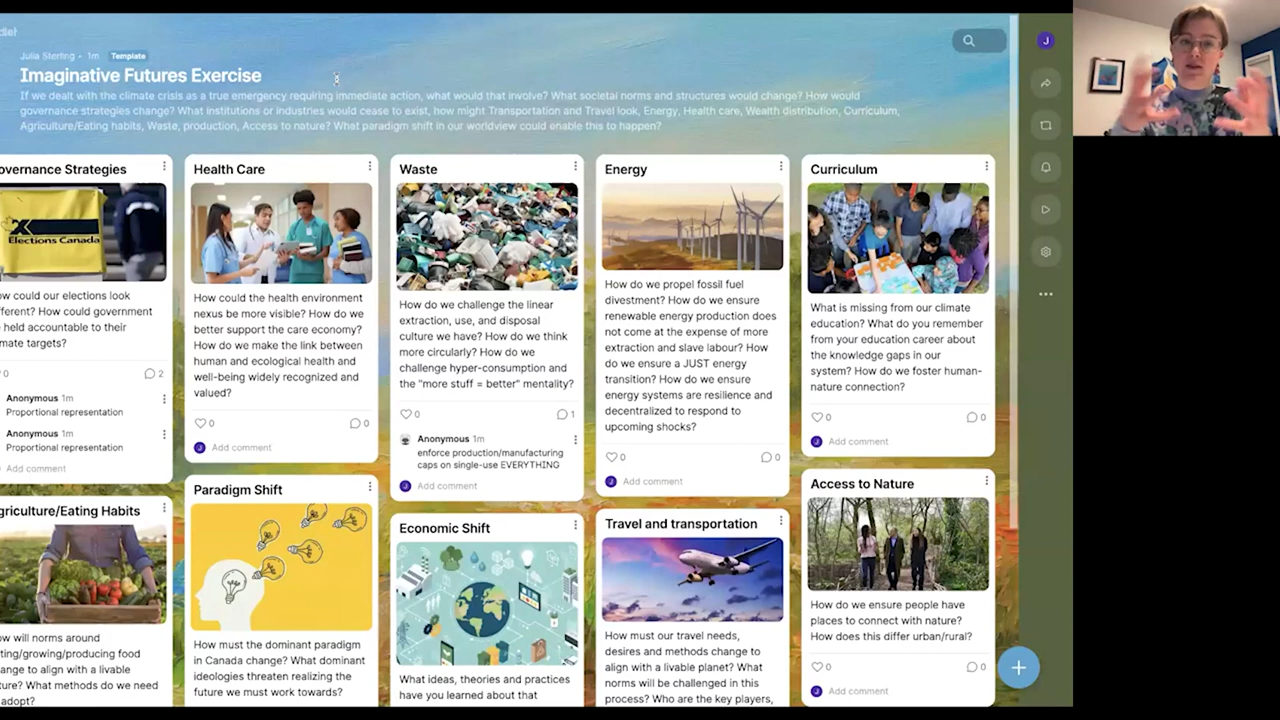 Julia Sterling • 1m Template
Imaginative Futures Exercise
If we dealt with the climate crisis as a true emergency requiring immediate action, what would that involve? What societal norms and structures would change? How would
governance strategies change? What institutions or industries would cease to exist, how might Transportation and Travel look, Energy, Health care, Wealth distribution, Curriculum,
Agriculture/Eating habits, Waste, production, Access to nature? What paradigm shift in our worldview could enable this to happen?
J
overnance Strategies
Elections Canada
ow could our elections look
fferent? How could government
held accountable to their
mate targets?
0 2
Anonymous 1m
Proportional representation
Anonymous 1m
Proportional representation
Add comment
griculture/Eating Habits
ow will norms around
ting/growing/producing food
ange to align with a livable
ture? What methods do we need
adopt?
Health Care
How could the health environment
nexus be more visible? How do we
better support the care economy?
How do we make the link between
human and ecological health and
well-being widely recognized and
valued?
0 0
J Add comment
Paradigm Shift
How must the dominant paradigm
in Canada change? What dominant
ideologies threaten realizing the
future we must work towards?
Waste
How do we challenge the linear
extraction, use, and disposal
culture we have? How do we think
more circularly? How do we
challenge hyper-consumption and
the "more stuff = better" mentality?
0 1
Anonymous 1m
enforce production/manufacturing
caps on single-use EVERYTHING
J Add comment
Economic Shift
What ideas, theories and practices
have you learned about that
Energy
How do we propel fossil fuel
divestment? How do we ensure
renewable energy production does
not come at the expense of more
extraction and slave labour? How
do we ensure a JUST energy
transition? How do we ensure
energy systems are resilience and
decentralized to respond to
upcoming shocks?
0 0
J Add comment
Travel and transportation
How must our travel needs,
desires and methods change to
align with a livable planet? What
norms will be challenged in this
process? Who are the key players,
Curriculum
What is missing from our climate
education? What do you remember
from your education career about
the knowledge gaps in our
system? How do we foster human-
nature connection?
0 0
J Add comment
Access to Nature
How do we ensure people have
places to connect with nature?
How does this differ urban/rural?
0 0
J Add comment